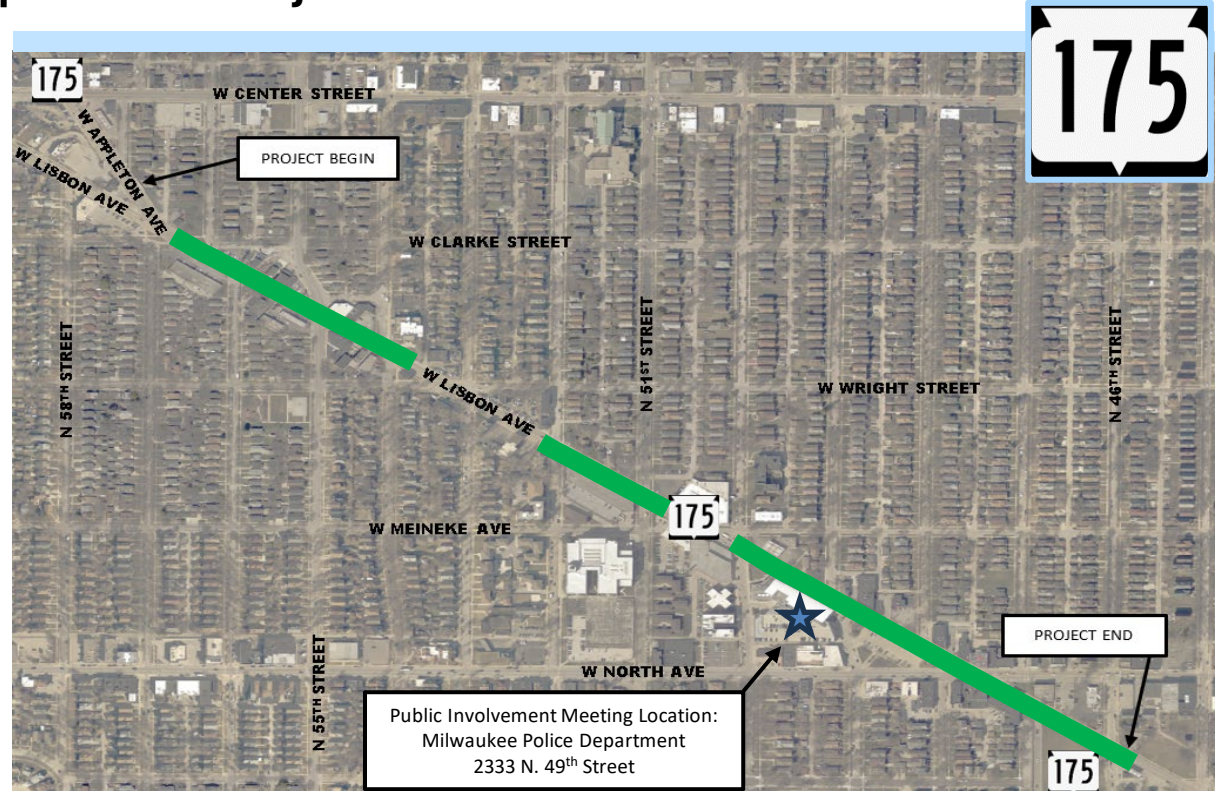 175
175
W CENTER STREET
W APPLETON AVE
PROJECT BEGIN
W LISBON AVE
W CLARKE STREET
N 58TH STREET
N 51ST STREET
N 46TH STREET
W LISBON AVE
W WRIGHT STREET
175
W MEINEKE AVE
PROJECT END
W NORTH AVE
N 55TH STREET
Public Involvement Meeting Location:
Milwaukee Police Department
2333 N. 49th Street
175